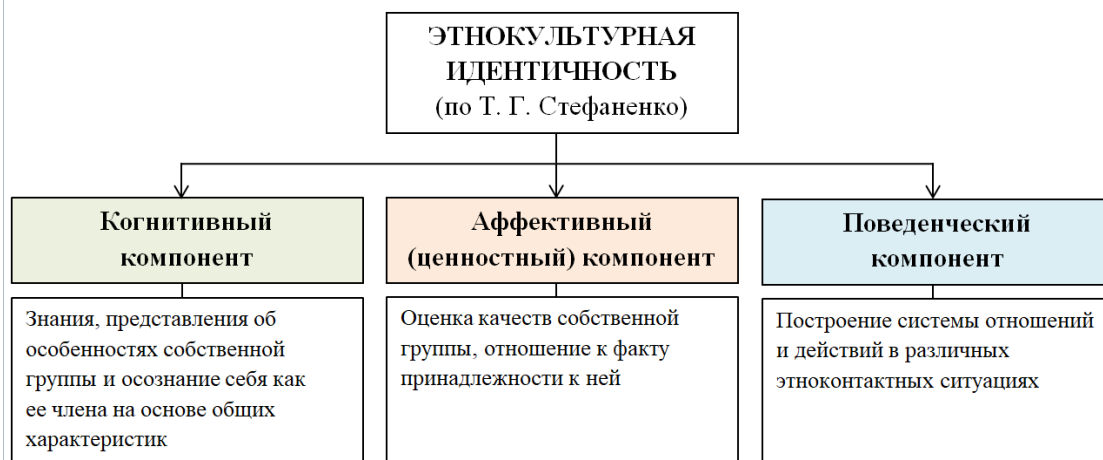 ЭТНОКУЛЬТУРНАЯ
ИДЕНТИЧНОСТЬ
(по Т. Г. Стефаненко)
Когнитивный
компонент
Знания, представления об
особенностях собственной
группы и осознание себя как
ее члена на основе общих
характеристик
Аффективный
(ценностный) компонент
Оценка качеств собственной
группы, отношение к факту
принадлежности к ней
Поведенческий
компонент
Построение системы отношений
и действий в различных
этноконтактных ситуациях